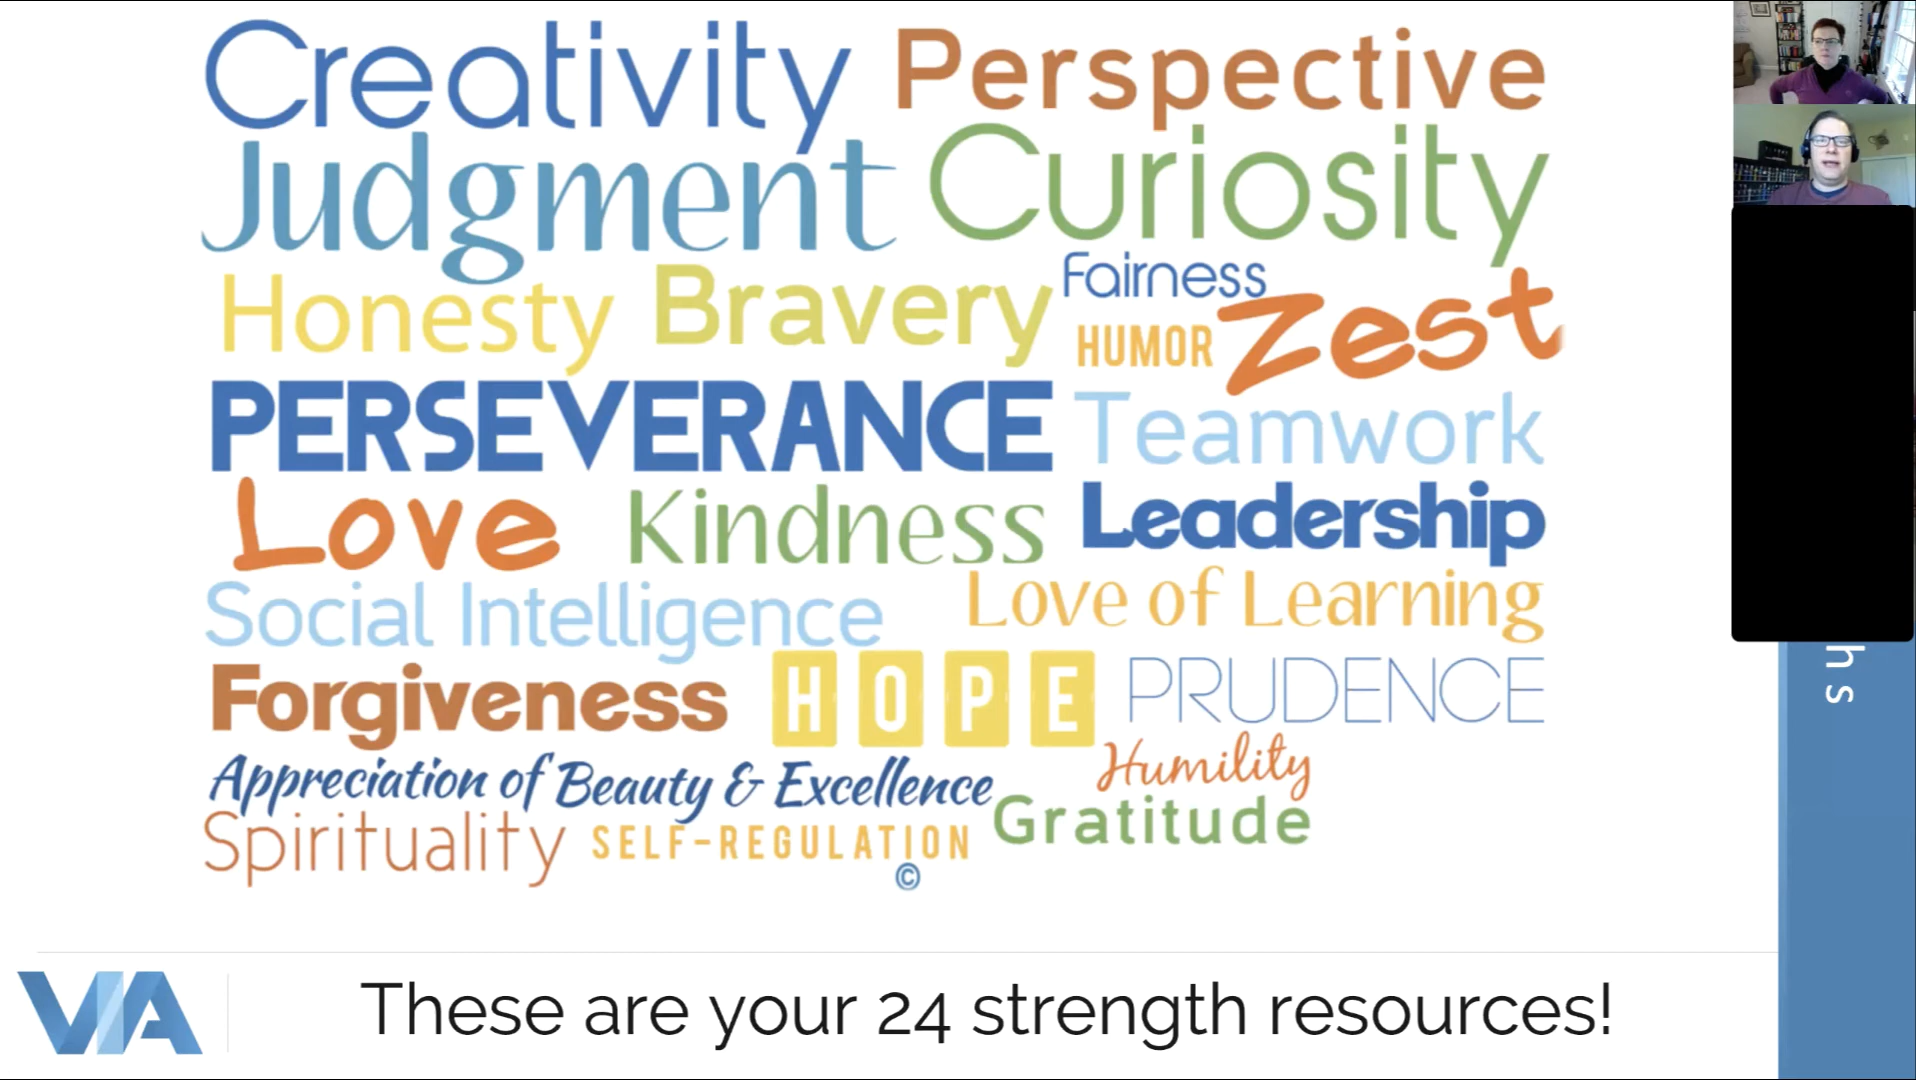 Creativity Perspective
Judgment Curiosity
Honesty Bravery Fairness
HUMOR Zest
PERSEVERANCE Teamwork
Love Kindness Leadership
Social Intelligence Love of Learning
Forgiveness HOPE PRUDENCE
Appreciation of Beauty & Excellence Humility
Spirituality SELF-REGULATION Gratitude
©
hs
VIA
These are your 24 strength resources!